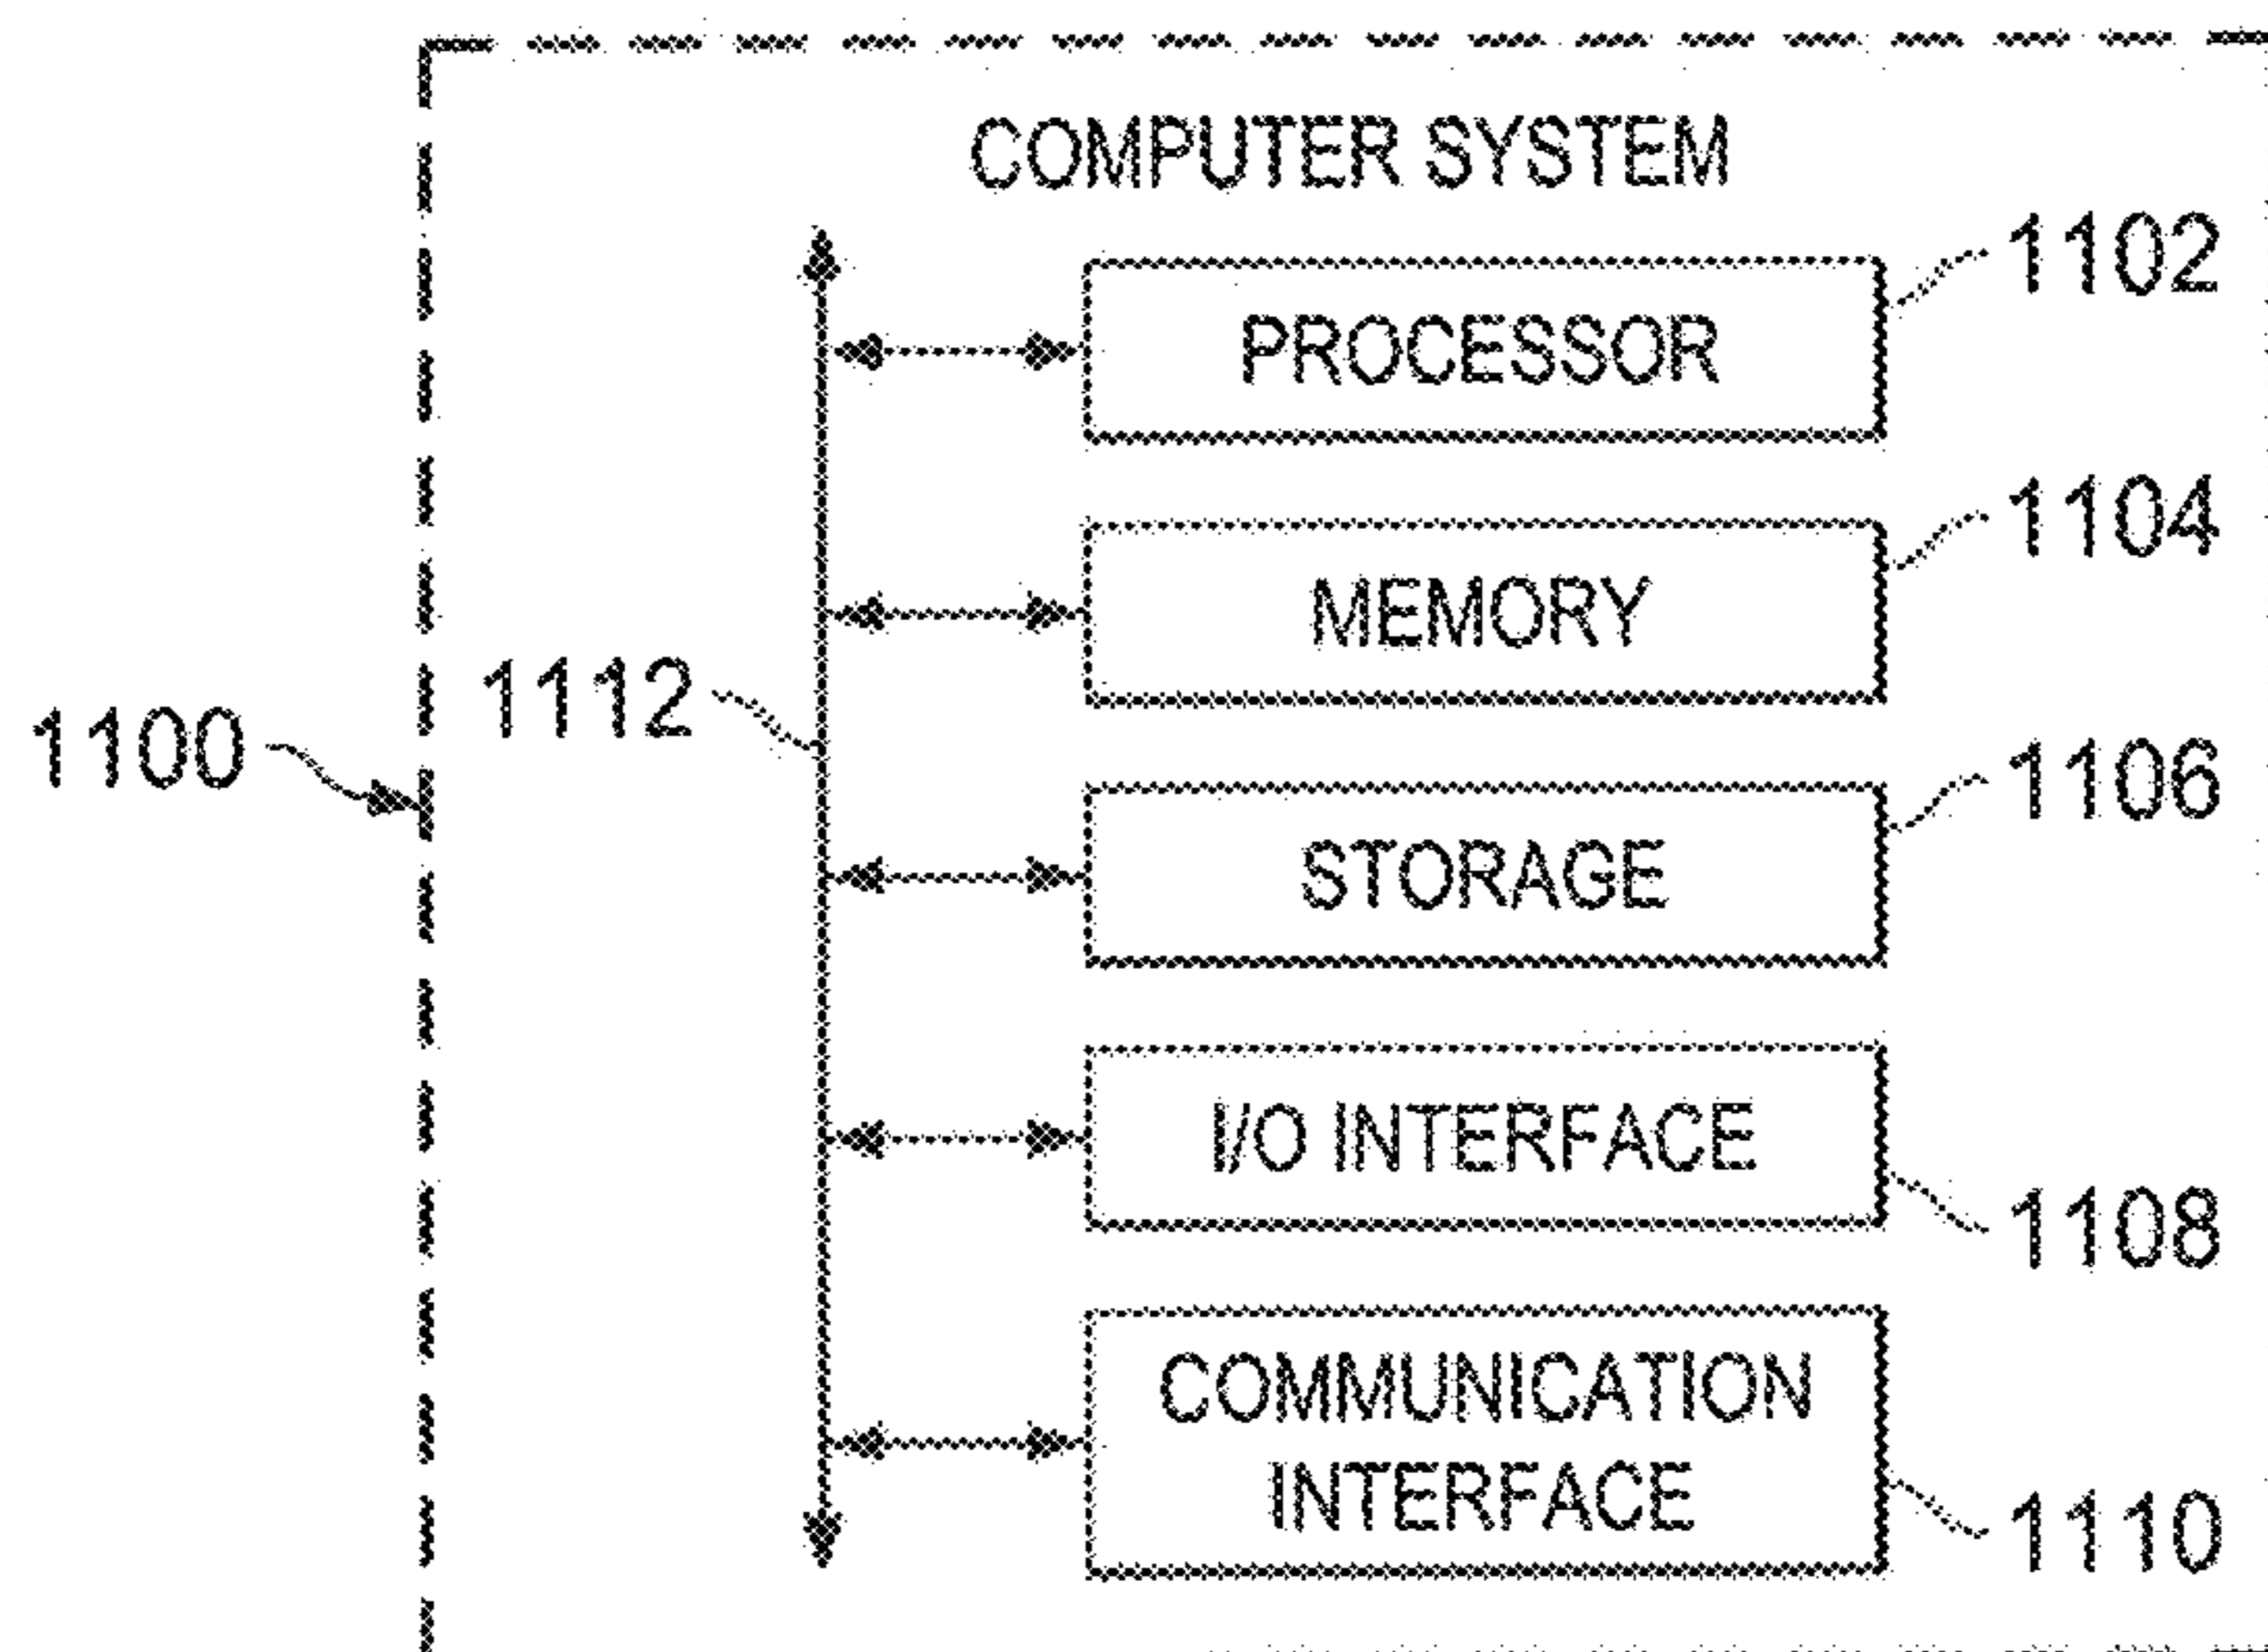 COMPUTER SYSTEM
1102
PROCESSOR
1104
MEMORY
1112
1100
1106
STORAGE
I/O INTERFACE
1108
COMMUNICATION
INTERFACE
1110